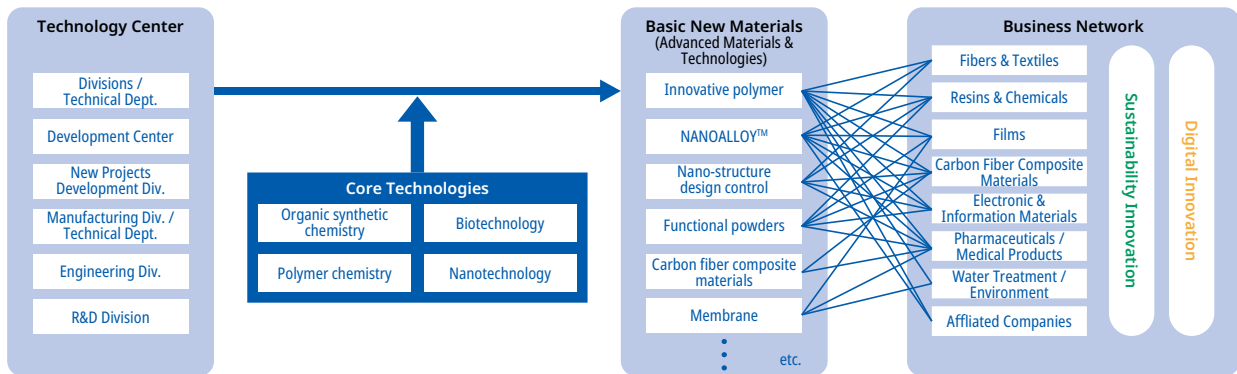 Technology Center
Divisions /
Technical Dept.
Development Center
New Projects
Development Div.
Manufacturing Div. /
Technical Dept.
Engineering Div.
R&D Division
Core Technologies
Organic synthetic
chemistry
Biotechnology
Polymer chemistry
Nanotechnology
Basic New Materials
(Advanced Materials &
Technologies)
Innovative polymer
NANOALLOY™
Nano-structure
design control
Functional powders
Carbon fiber composite
materials
Membrane
etc.
Business Network
Fibers & Textiles
Resins & Chemicals
Films
Carbon Fiber Composite
Materials
Electronic &
Information Materials
Pharmaceuticals /
Medical Products
Water Treatment /
Environment
Affliated Companies
Sustainability Innovation
Digital Innovation